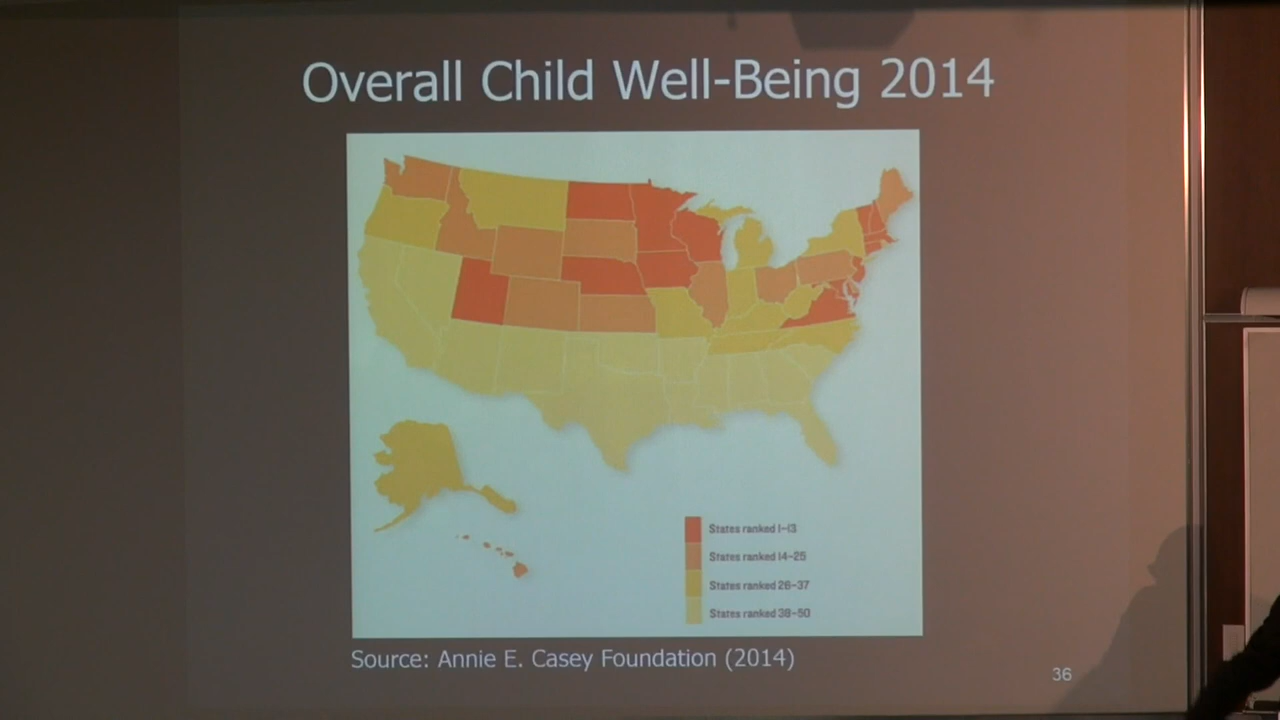 Overall Child Well-Being 2014
States ranked 1-13
States ranked 14-25
States ranked 26-37
States ranked 38-50
Source: Annie E. Casey Foundation (2014)
36